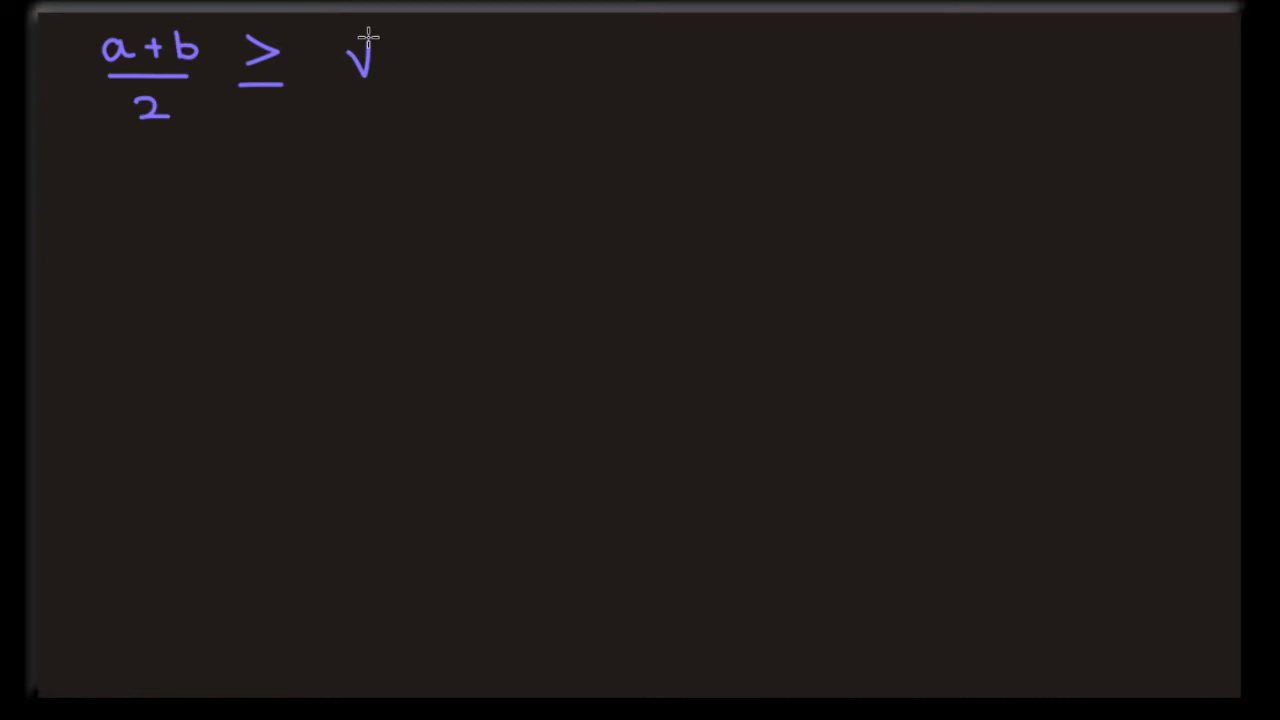 a+b/2 ≥ √